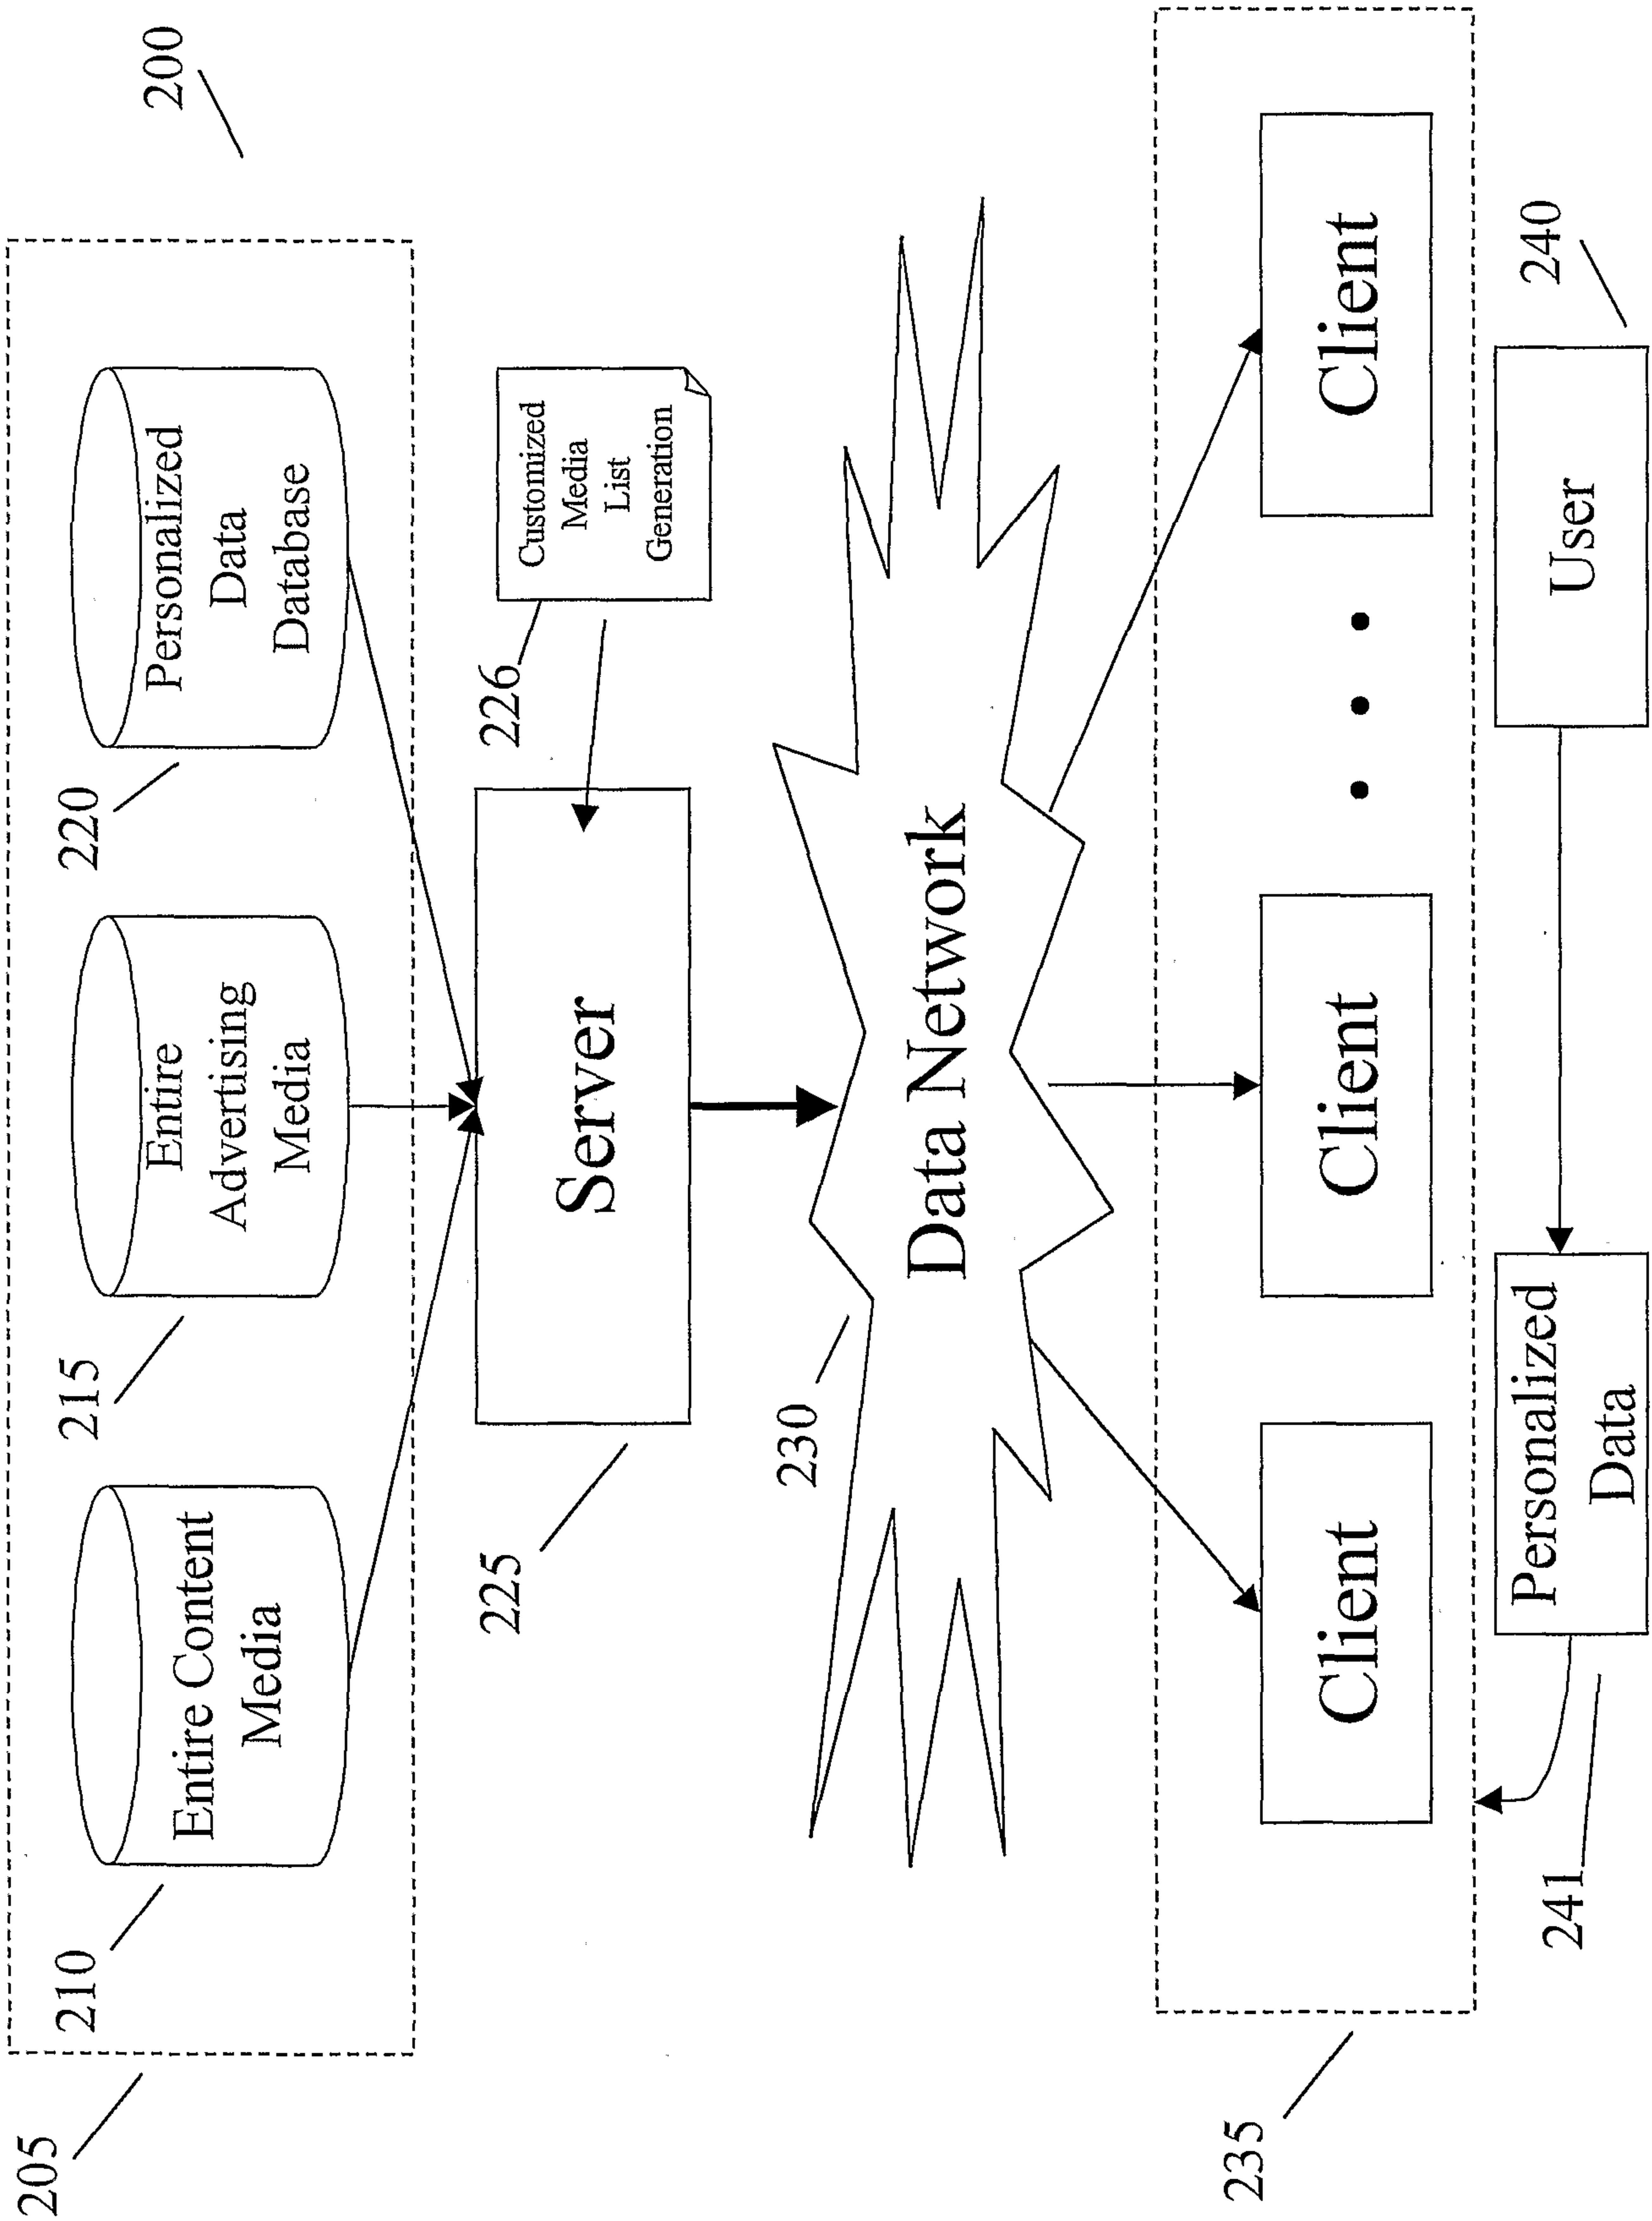 200
205
210
Entire Content
Media
215
Entire
Advertising
Media
220
Personalized
Data
Database
225
Server
226
Customized
Media
List
Generation
230
Data Network
235
Client
Client
Client
241
Personalized
Data
User
240